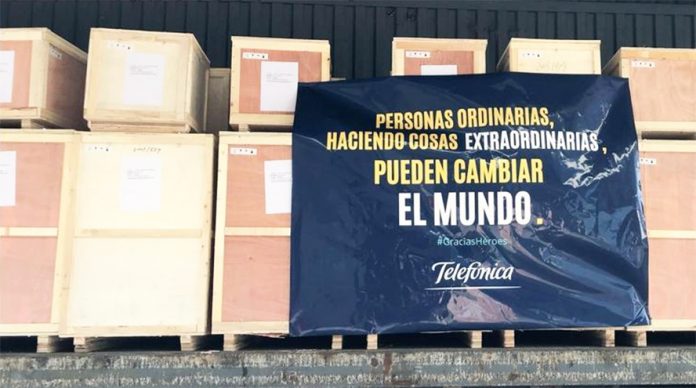 PERSONAS ORDINARIAS,
HACIENDO COSAS EXTRAORDINARIAS,
PUEDEN CAMBIAR
EL MUNDO.
#GraciasHéroes
Telefónica